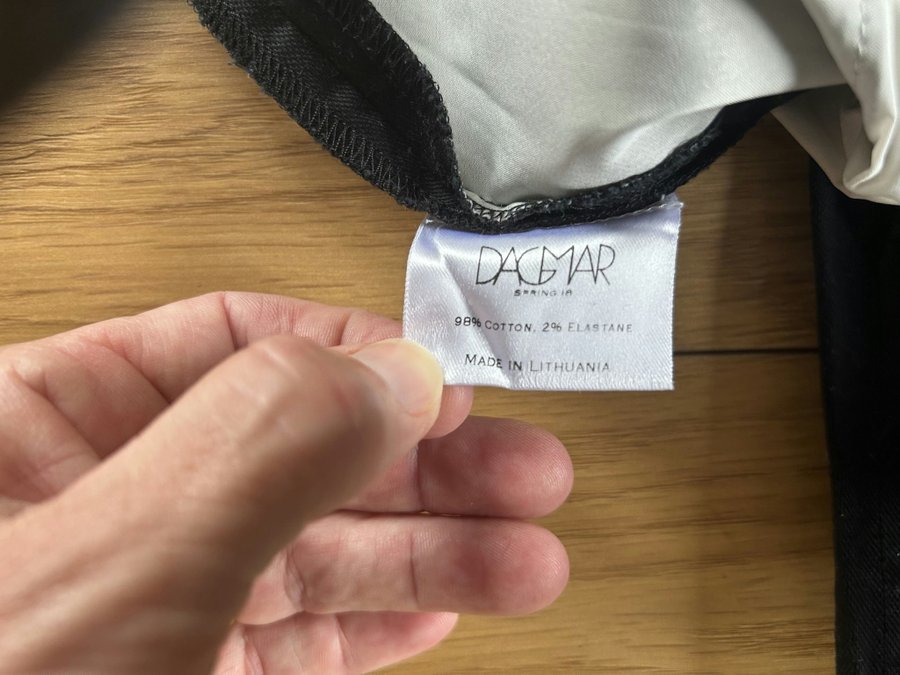 DAGMAR
SPRING 18
98% COTTON, 2% ELASTANE
MADE IN LITHUANIA